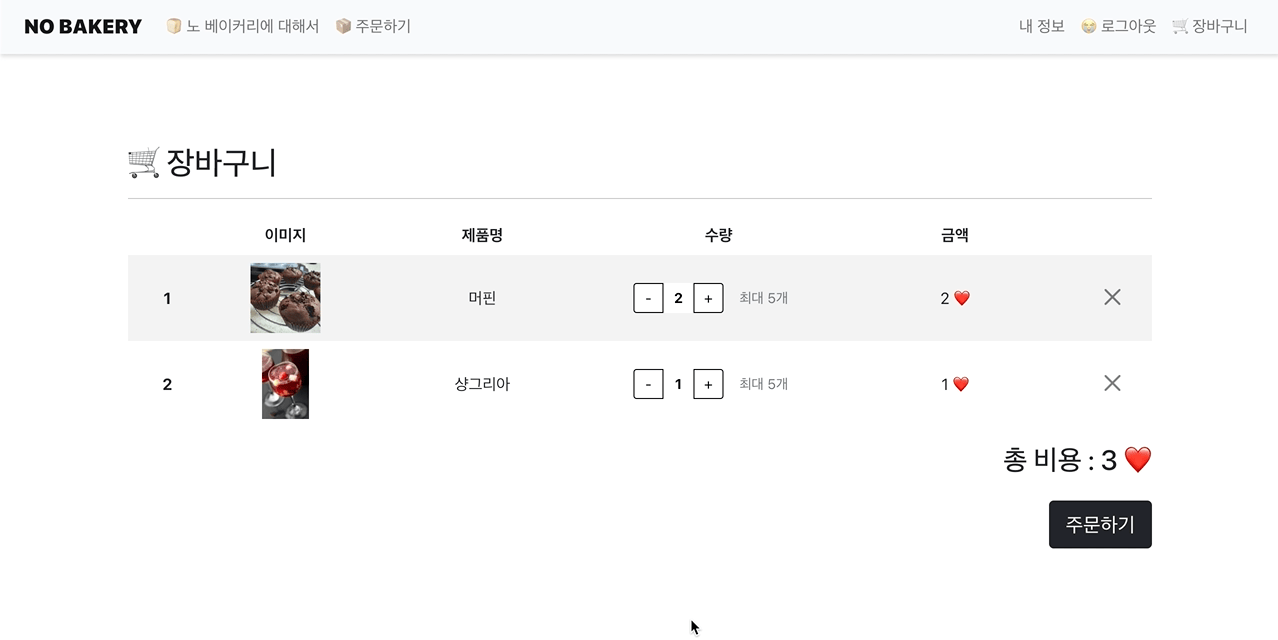 NO BAKERY 🍞 노 베이커리에 대해서 📦 주문하기 내 정보 😭 로그아웃 🛒 장바구니
🛒 장바구니
이미지 제품명 수량 금액
1 머핀 - 2 + 최대 5개 2 ❤️ ✕
2 샹그리아 - 1 + 최대 5개 1 ❤️ ✕
총 비용 : 3 ❤️
주문하기